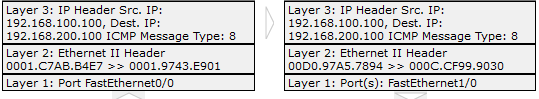 Layer 3: IP Header Src. IP:
192.168.100.100, Dest. IP:
192.168.200.100 ICMP Message Type: 8
Layer 2: Ethernet II Header
0001.C7AB.B4E7 >> 0001.9743.E901
Layer 1: Port FastEthernet0/0
Layer 3: IP Header Src. IP:
192.168.100.100, Dest. IP:
192.168.200.100 ICMP Message Type: 8
Layer 2: Ethernet II Header
00D0.97A5.7894 >> 000C.CF99.9030
Layer 1: Port(s): FastEthernet1/0